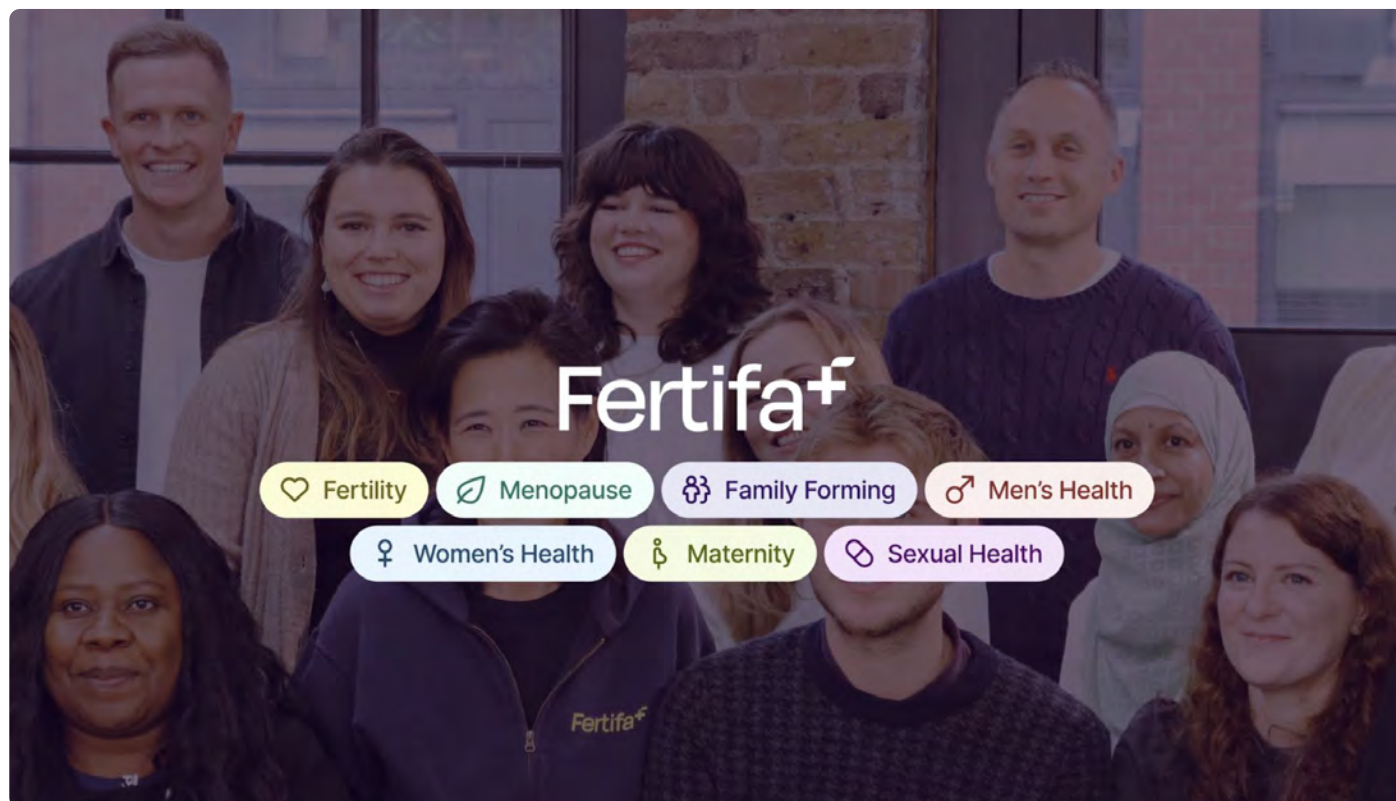 Fertifa
Fertility Menopause Family Forming Men's Health
Women's Health Maternity Sexual Health
Fertifa